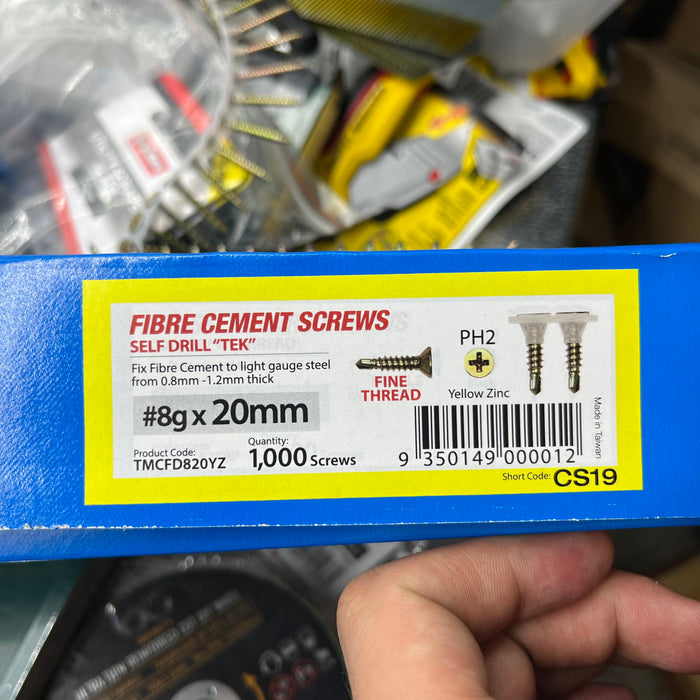 FIBRE CEMENT SCREWS
SELF DRILL "TEK"
Fix Fibre Cement to light gauge steel
from 0.8mm -1.2mm thick
#8g x 20mm
Product Code:
TMCFD820YZ
Quantity:
1,000 Screws
FINE
THREAD
PH2
Yellow Zinc
9 350149 000012
Short Code: CS19
Made in Taiwan